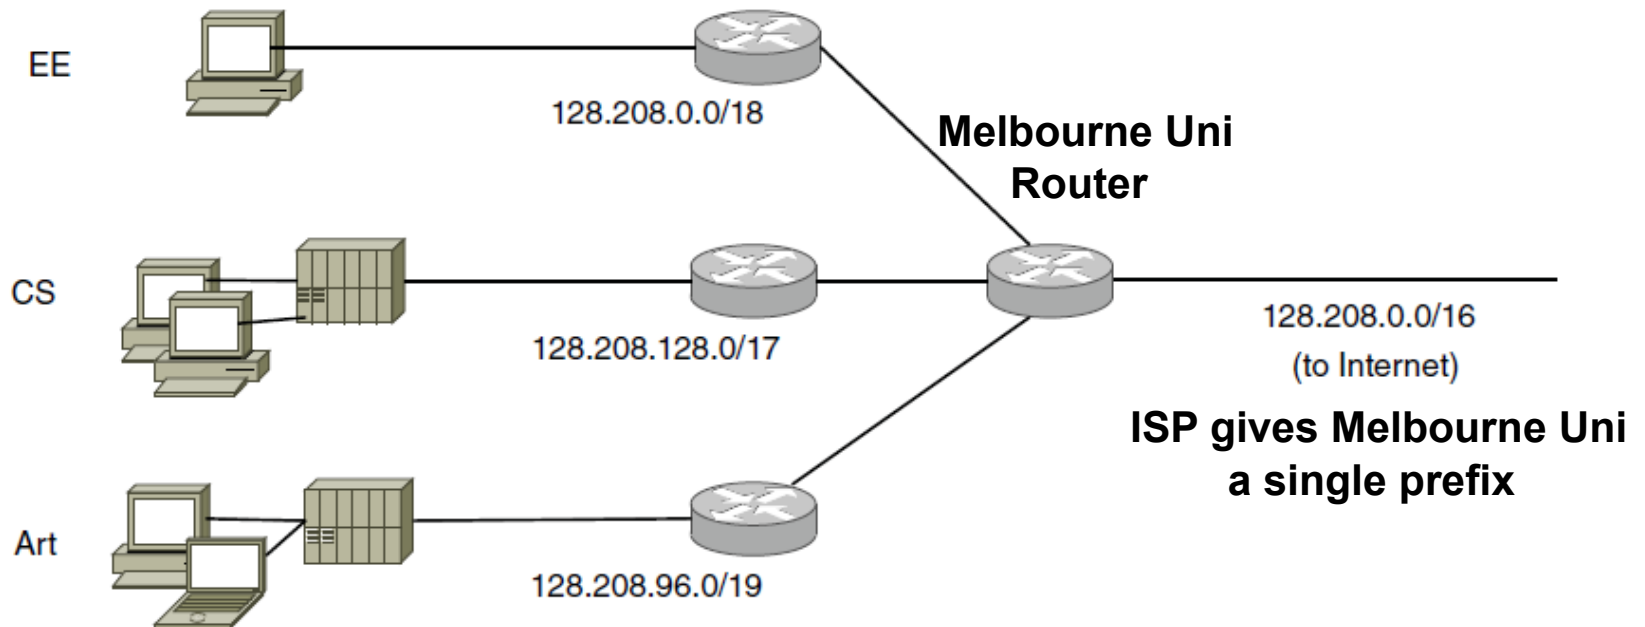 EE
128.208.0.0/18
Melbourne Uni
Router
CS
128.208.128.0/17
128.208.0.0/16
(to Internet)
ISP gives Melbourne Uni
a single prefix
Art
128.208.96.0/19